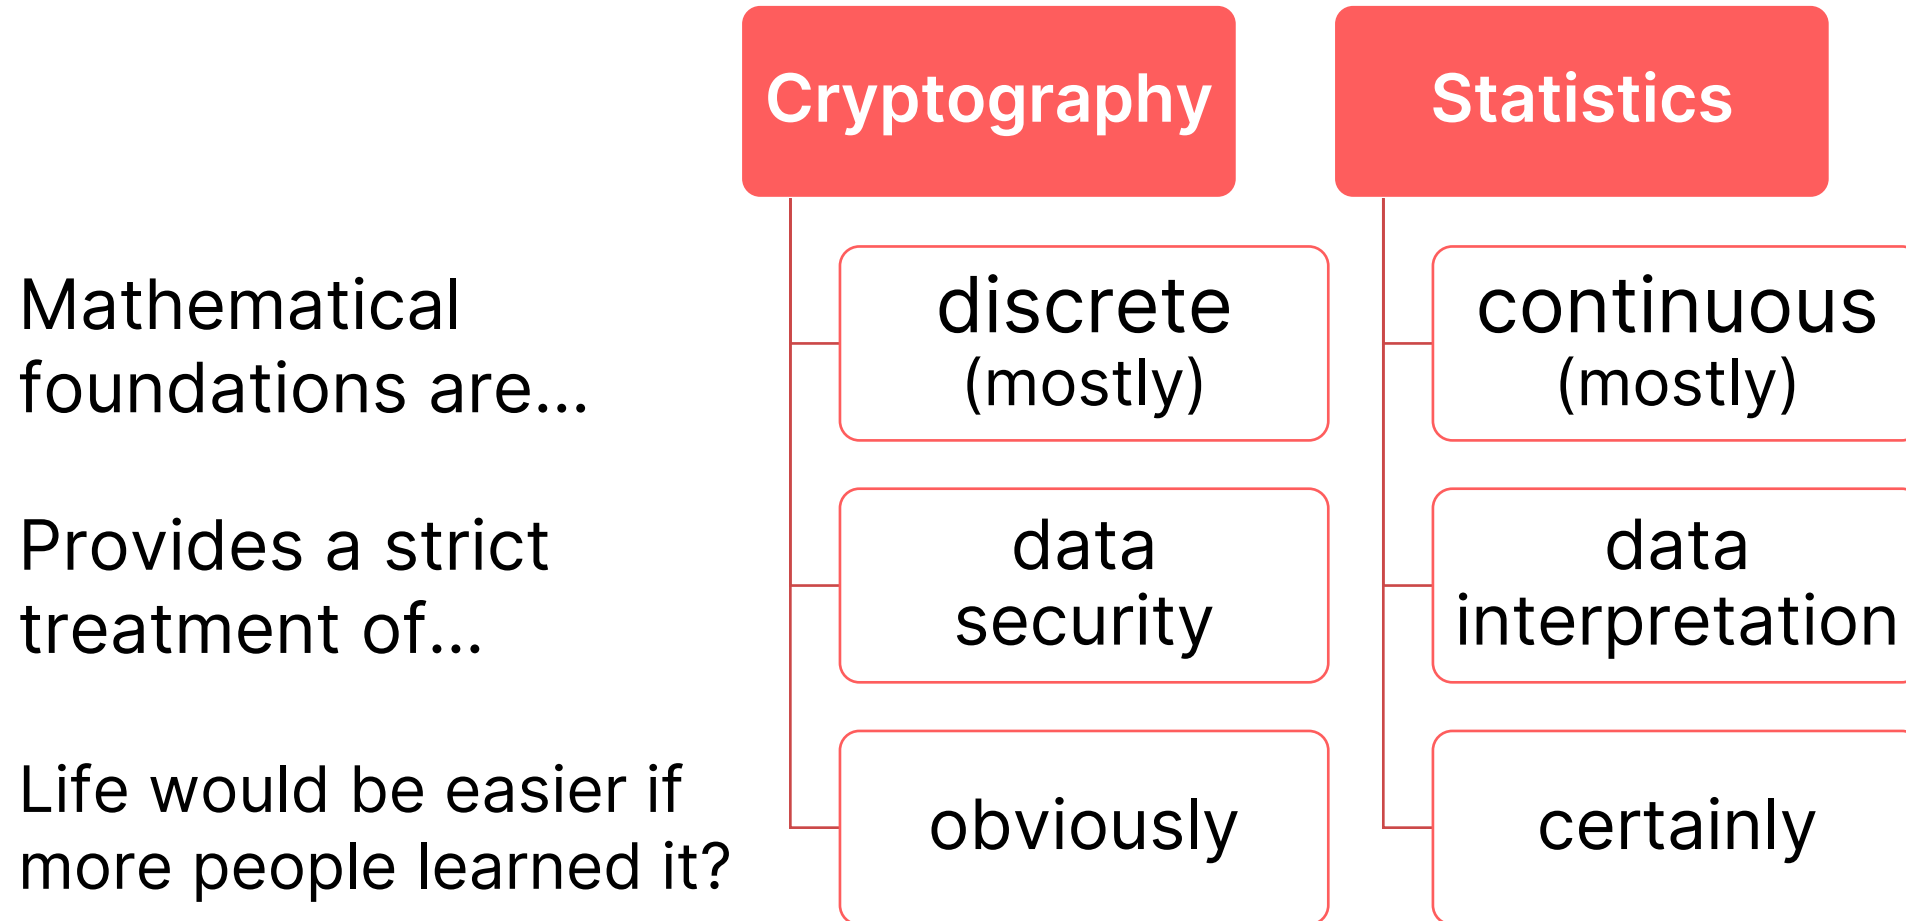 Cryptography
Statistics
Mathematical
foundations are...
discrete
(mostly)
continuous
(mostly)
Provides a strict
treatment of...
data
security
data
interpretation
Life would be easier if
more people learned it?
obviously
certainly